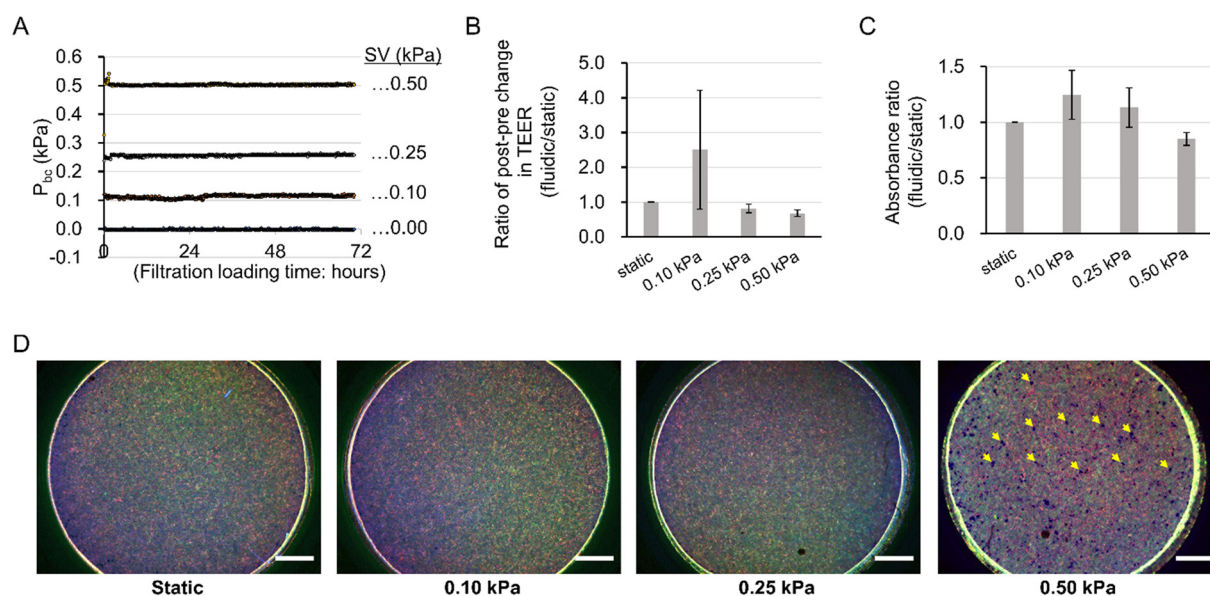 A
SV (kPa)
0.6
0.5
0.4
0.3
0.2
0.1
0.0
-0.1
Pbc (kPa)
…0.50
…0.25
…0.10
…0.00
0
24
48
72
(Filtration loading time: hours)
B
Ratio of post-pre change
in TEER
(fluidic/static)
5.0
4.0
3.0
2.0
1.0
0.0
static
0.10 kPa
0.25 kPa
0.50 kPa
C
Absorbance ratio
(fluidic/static)
1.5
1.0
0.5
0.0
static
0.10 kPa
0.25 kPa
0.50 kPa
D
Static
0.10 kPa
0.25 kPa
0.50 kPa